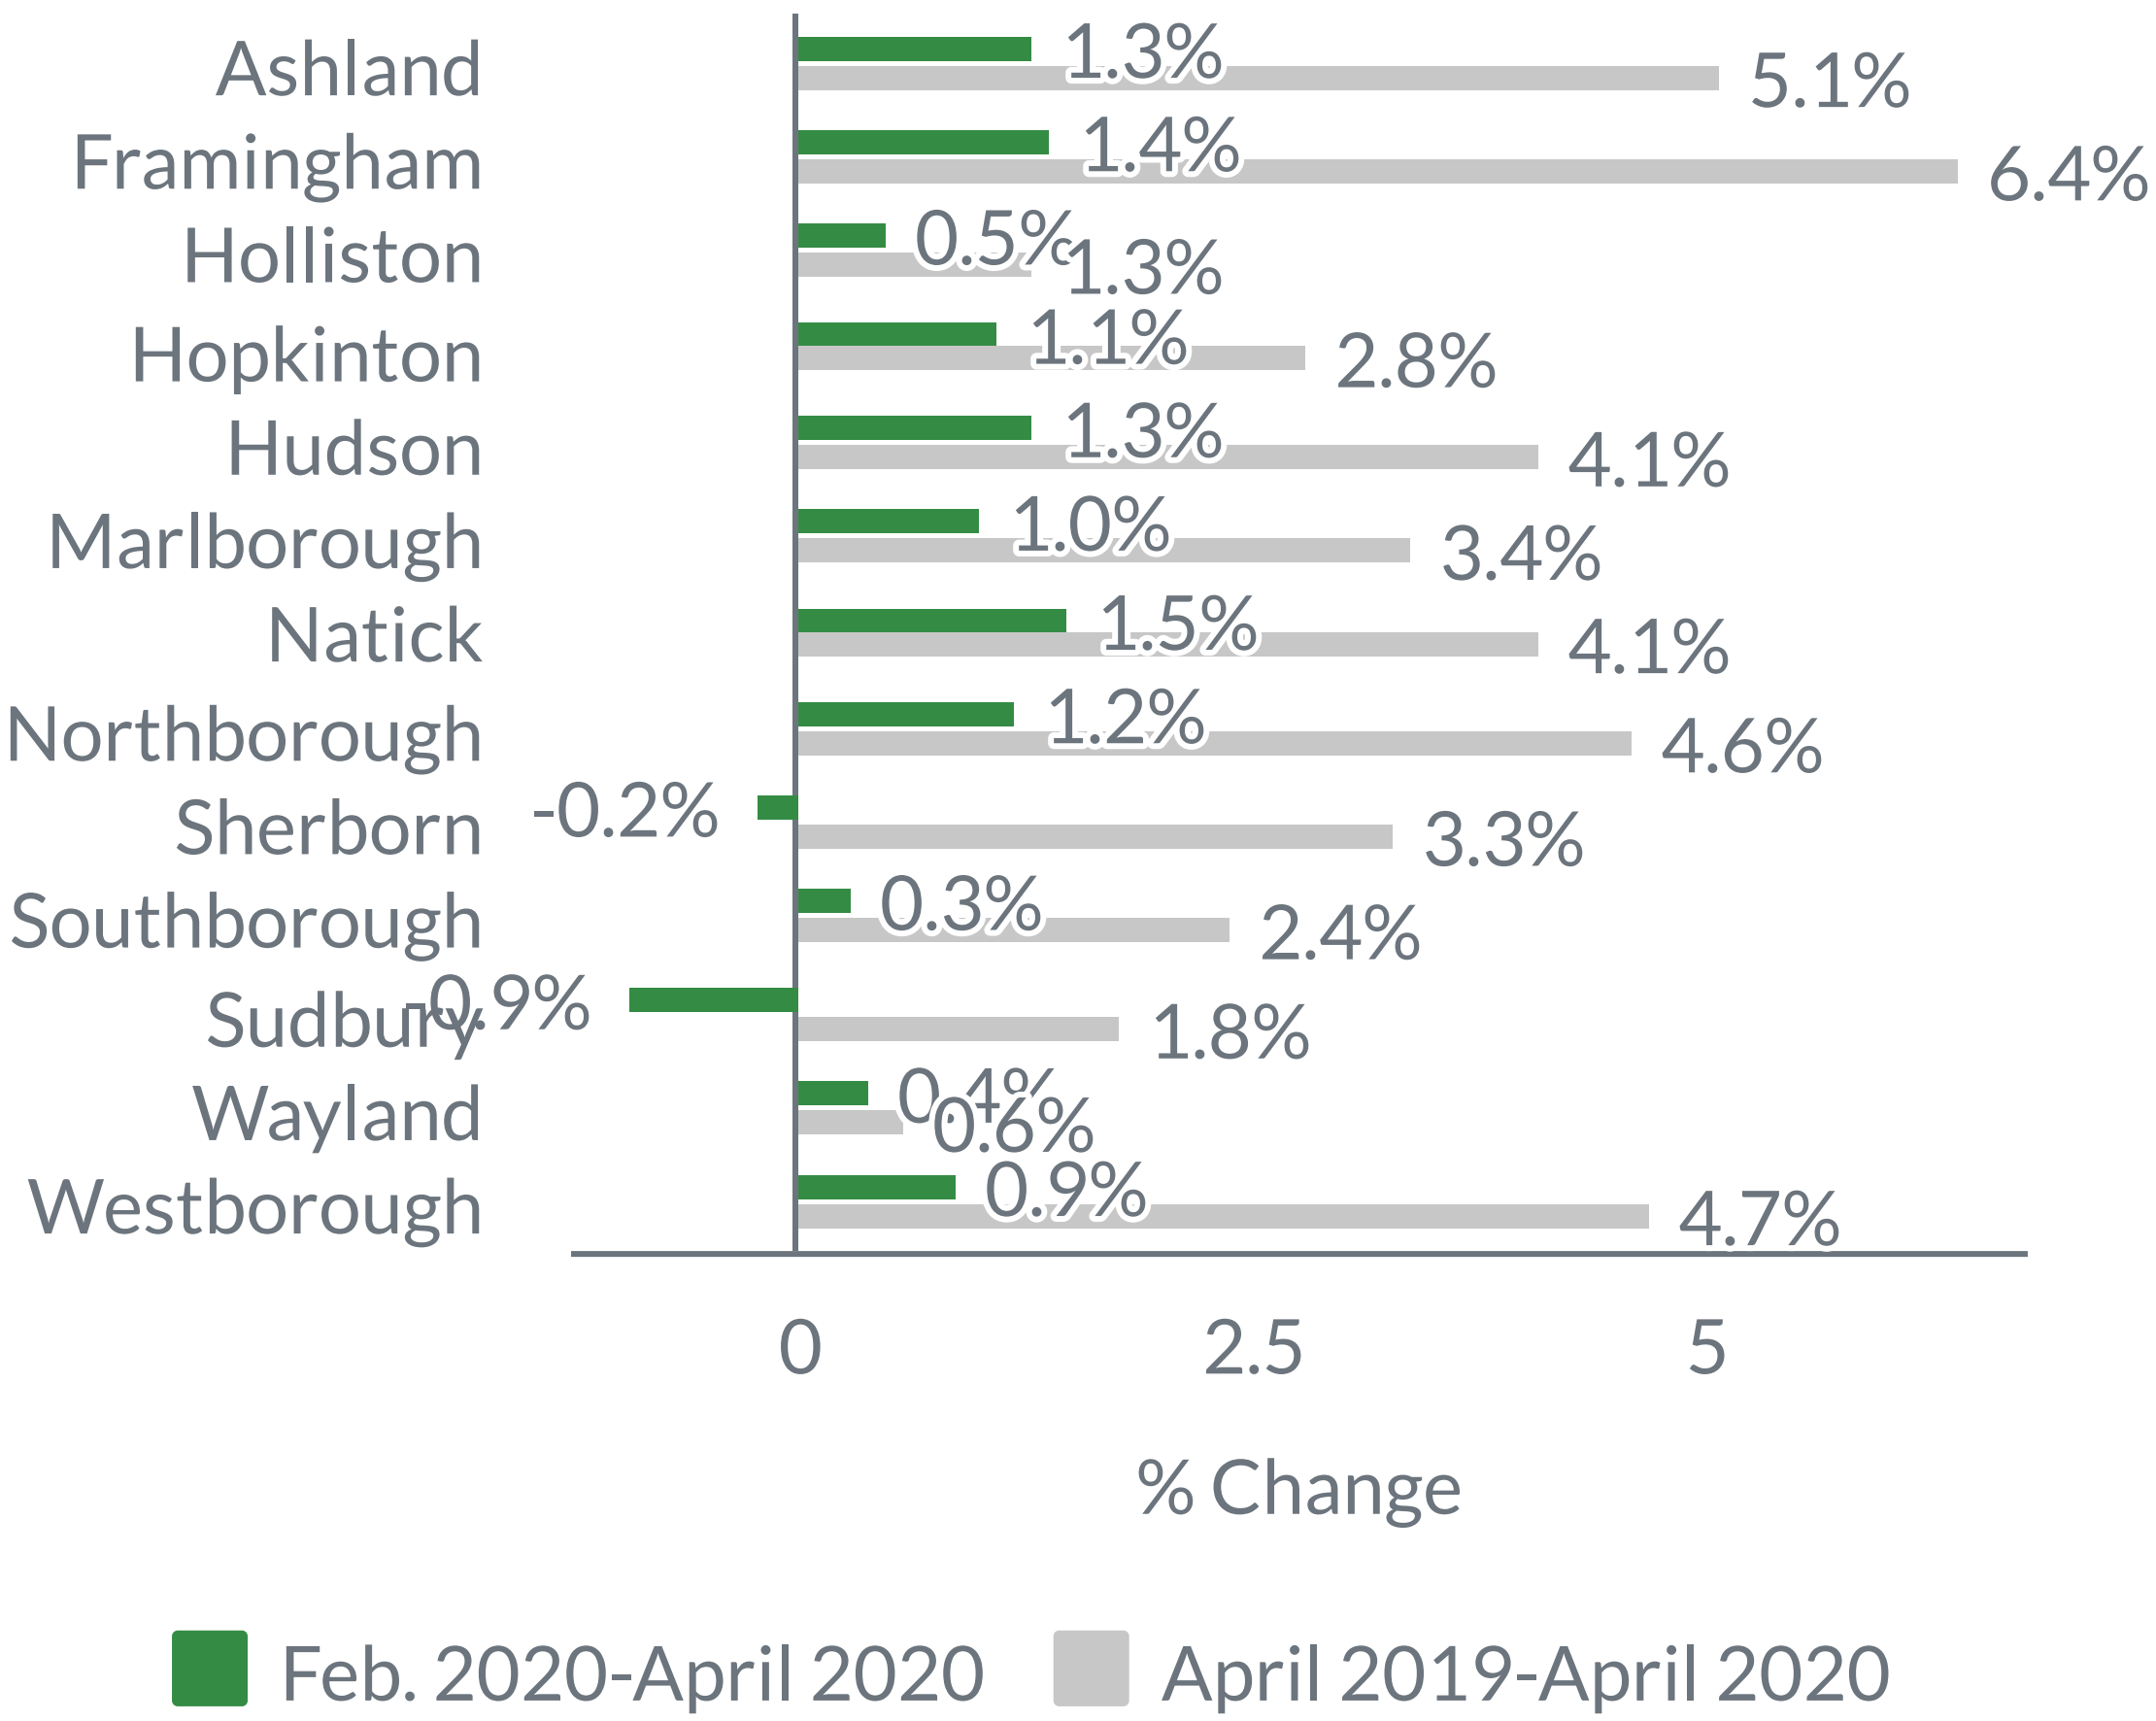 Ashland 1.3% 5.1%
Framingham 1.4% 6.4%
Holliston 0.5% 1.3%
Hopkinton 1.1% 2.8%
Hudson 1.3% 4.1%
Marlborough 1.0% 3.4%
Natick 1.5% 4.1%
Northborough 1.2% 4.6%
Sherborn -0.2% 3.3%
Southborough 0.3% 2.4%
Sudbury -0.9% 1.8%
Wayland 0.4% 0.6%
Westborough 0.9% 4.7%
0 2.5 5
% Change
Feb. 2020-April 2020 April 2019-April 2020